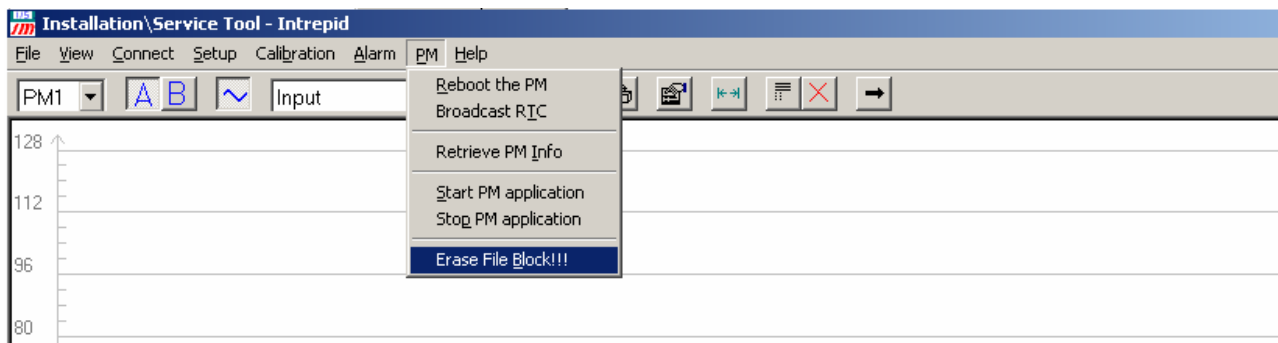 Installation\Service Tool - Intrepid
File View Connect Setup Calibration Alarm PM Help
PM1 A B Input
Reboot the PM
Broadcast RTC
Retrieve PM Info
Start PM application
Stop PM application
Erase File Block!!!
128
112
96
80